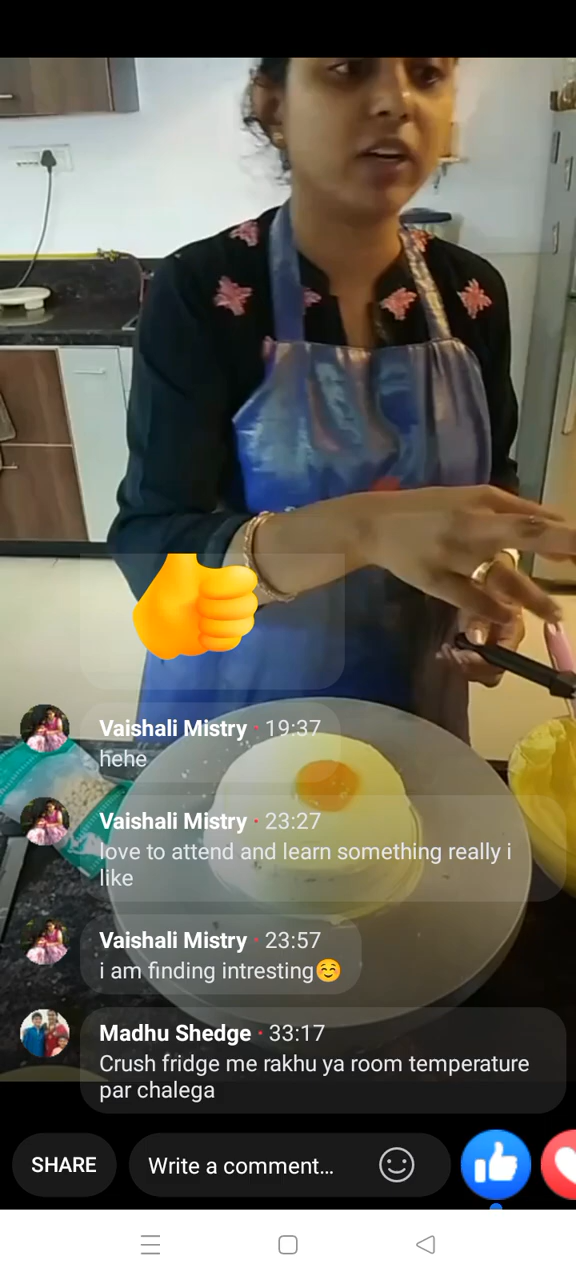 Vaishali Mistry · 19:37
hehe
Vaishali Mistry · 23:27
love to attend and learn something really i
like
Vaishali Mistry · 23:57
i am finding intresting☺️
Madhu Shedge · 33:17
Crush fridge me rakhu ya room temperature
par chalega
SHARE
Write a comment...